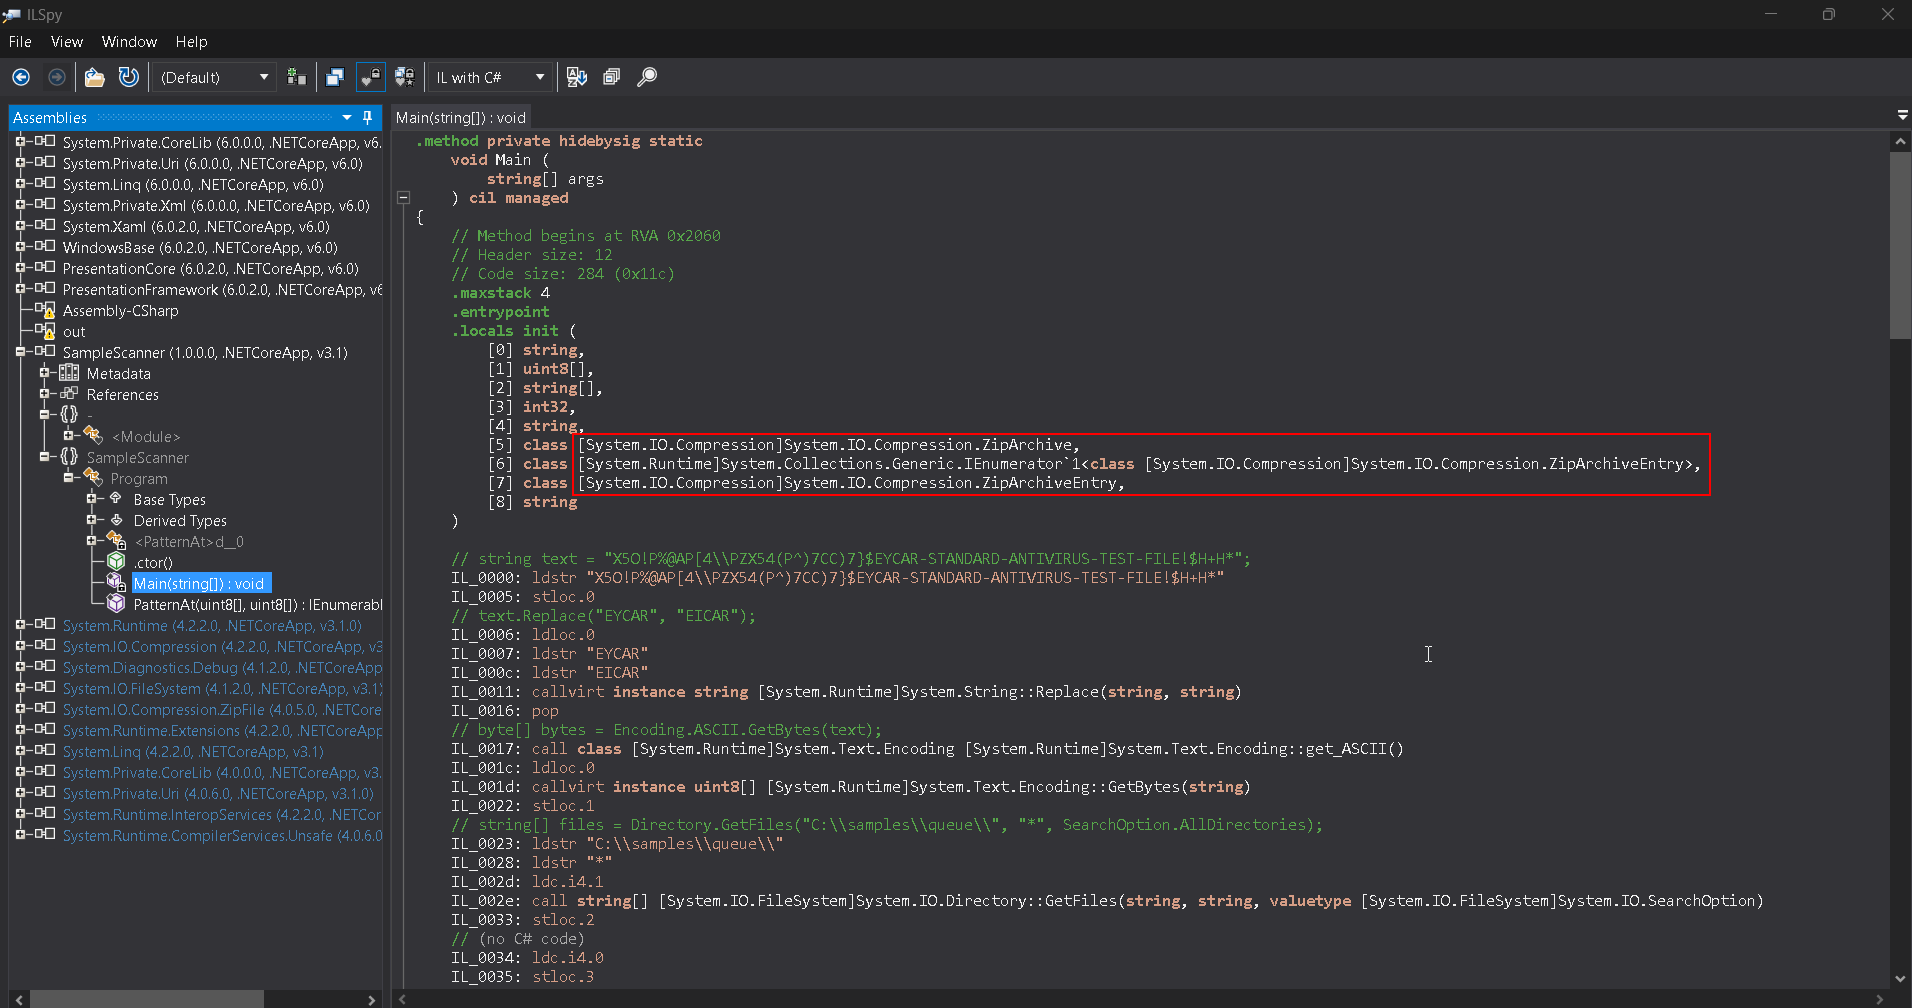 ILSpy
File View Window Help
(Default) IL with C#
Assemblies
System.Private.CoreLib (6.0.0.0, .NETCoreApp, v6.
System.Private.Uri (6.0.0.0, .NETCoreApp, v6.0)
System.Linq (6.0.0.0, .NETCoreApp, v6.0)
System.Private.Xml (6.0.0.0, .NETCoreApp, v6.0)
System.Xaml (6.0.2.0, .NETCoreApp, v6.0)
WindowsBase (6.0.2.0, .NETCoreApp, v6.0)
PresentationCore (6.0.2.0, .NETCoreApp, v6.0)
PresentationFramework (6.0.2.0, .NETCoreApp, v6
Assembly-CSharp
out
SampleScanner (1.0.0.0, .NETCoreApp, v3.1)
Metadata
References
{} -
<Module>
{} SampleScanner
Program
Base Types
Derived Types
<PatternAt>d__0
.ctor()
Main(string[]) : void
PatternAt(uint8[], uint8[]) : IEnumerabl
System.Runtime (4.2.2.0, .NETCoreApp, v3.1.0)
System.IO.Compression (4.2.2.0, .NETCoreApp, v3
System.Diagnostics.Debug (4.1.2.0, .NETCoreApp
System.IO.FileSystem (4.1.2.0, .NETCoreApp, v3.1)
System.IO.Compression.ZipFile (4.0.5.0, .NETCore
System.Runtime.Extensions (4.2.2.0, .NETCoreApp
System.Linq (4.2.2.0, .NETCoreApp, v3.1)
System.Private.CoreLib (4.0.0.0, .NETCoreApp, v3.
System.Private.Uri (4.0.6.0, .NETCoreApp, v3.1.0)
System.Runtime.InteropServices (4.2.2.0, .NETCor
System.Runtime.CompilerServices.Unsafe (4.0.6.0
Main(string[]) : void
.method private hidebysig static
void Main (
string[] args
) cil managed
{
// Method begins at RVA 0x2060
// Header size: 12
// Code size: 284 (0x11c)
.maxstack 4
.entrypoint
.locals init (
[0] string,
[1] uint8[],
[2] string[],
[3] int32,
[4] string,
[5] class [System.IO.Compression]System.IO.Compression.ZipArchive,
[6] class [System.Runtime]System.Collections.Generic.IEnumerator`1<class [System.IO.Compression]System.IO.Compression.ZipArchiveEntry>,
[7] class [System.IO.Compression]System.IO.Compression.ZipArchiveEntry,
[8] string
)
// string text = "X5O!P%@AP[4\\PZX54(P^)7CC)7}$EYCAR-STANDARD-ANTIVIRUS-TEST-FILE!$H+H*";
IL_0000: ldstr "X5O!P%@AP[4\\PZX54(P^)7CC)7}$EYCAR-STANDARD-ANTIVIRUS-TEST-FILE!$H+H*"
IL_0005: stloc.0
// text.Replace("EYCAR", "EICAR");
IL_0006: ldloc.0
IL_0007: ldstr "EYCAR"
IL_000c: ldstr "EICAR"
IL_0011: callvirt instance string [System.Runtime]System.String::Replace(string, string)
IL_0016: pop
// byte[] bytes = Encoding.ASCII.GetBytes(text);
IL_0017: call class [System.Runtime]System.Text.Encoding [System.Runtime]System.Text.Encoding::get_ASCII()
IL_001c: ldloc.0
IL_001d: callvirt instance uint8[] [System.Runtime]System.Text.Encoding::GetBytes(string)
IL_0022: stloc.1
// string[] files = Directory.GetFiles("C:\\samples\\queue\\", "*", SearchOption.AllDirectories);
IL_0023: ldstr "C:\\samples\\queue\\"
IL_0028: ldstr "*"
IL_002d: ldc.i4.1
IL_002e: call string[] [System.IO.FileSystem]System.IO.Directory::GetFiles(string, string, valuetype [System.IO.FileSystem]System.IO.SearchOption)
IL_0033: stloc.2
// (no C# code)
IL_0034: ldc.i4.0
IL_0035: stloc.3